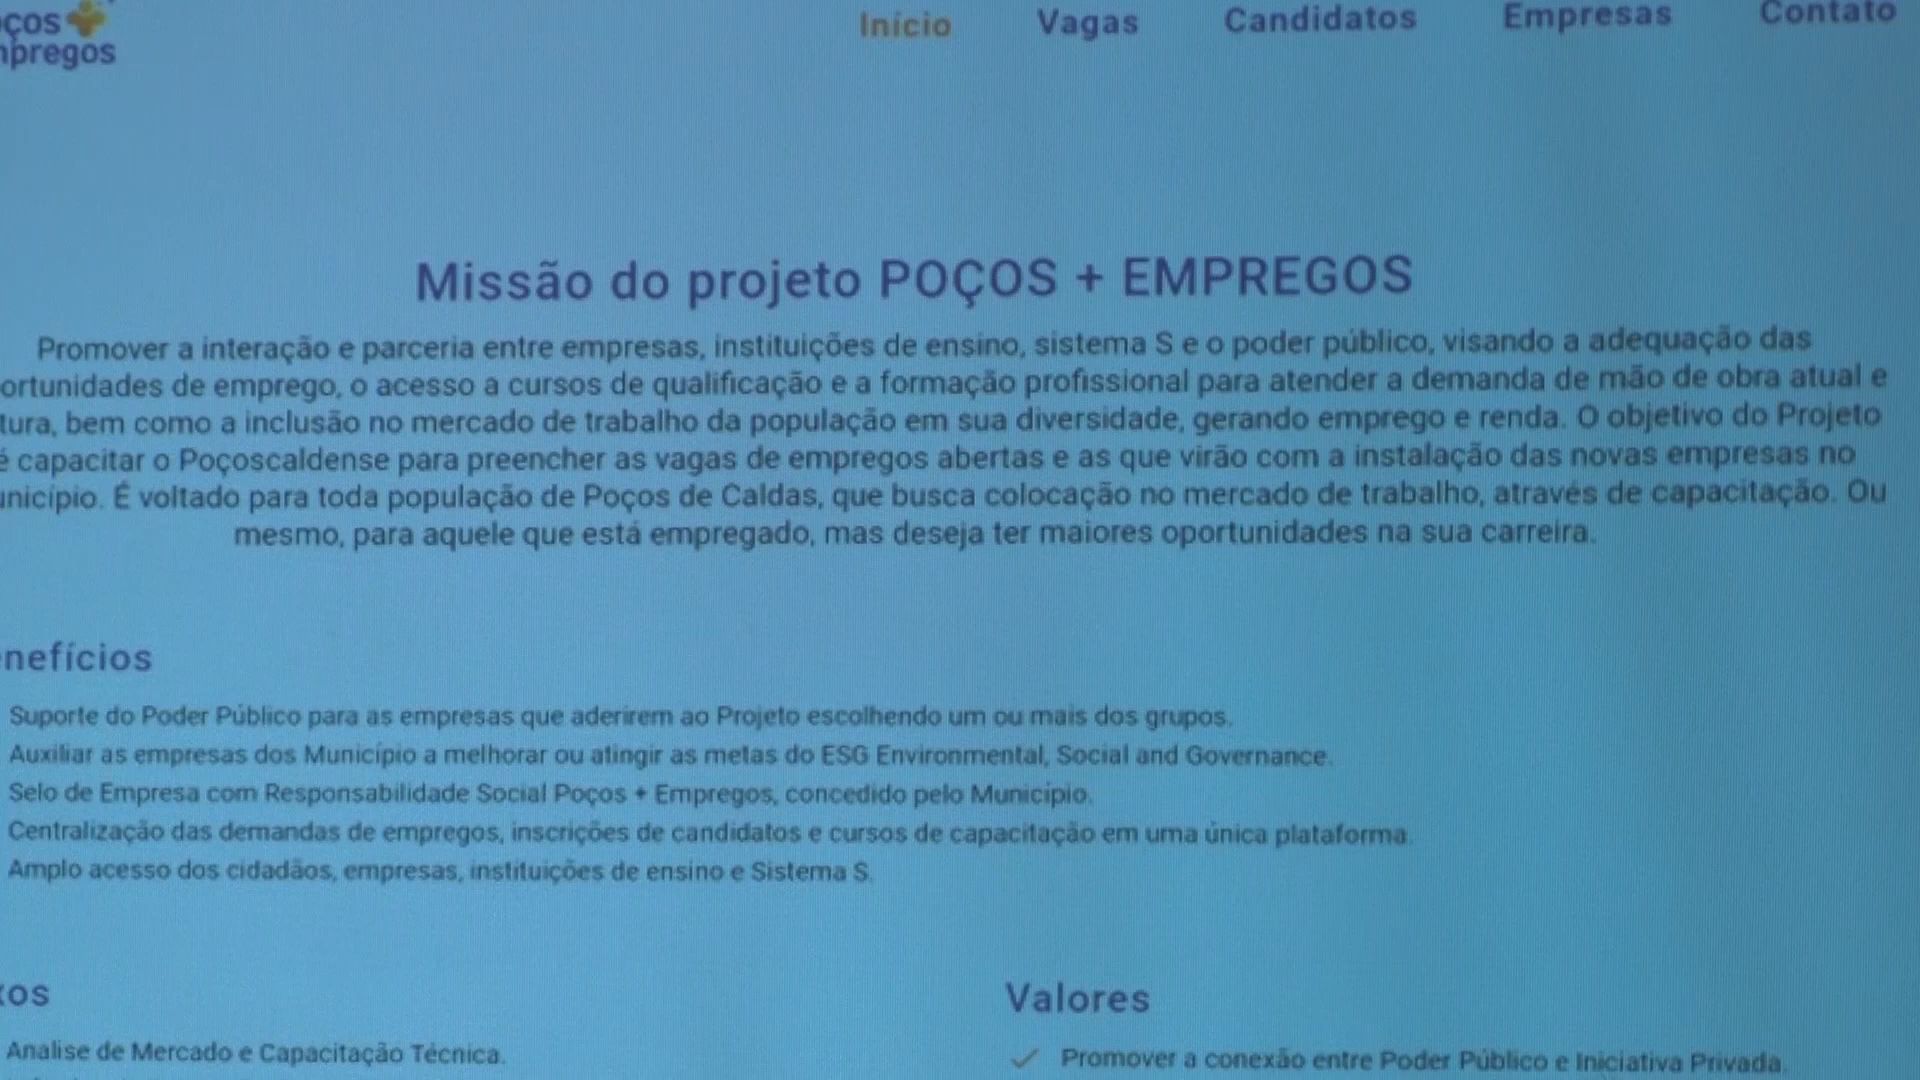 Início Vagas Candidatos Empresas Contato
ços
mpregos
Missão do projeto POÇOS + EMPREGOS
Promover a interação e parceria entre empresas, instituições de ensino, sistema S e o poder público, visando a adequação das
ortunidades de emprego, o acesso a cursos de qualificação e a formação profissional para atender a demanda de mão de obra atual e
tura, bem como a inclusão no mercado de trabalho da população em sua diversidade, gerando emprego e renda. O objetivo do Projeto
é capacitar o Poçoscaldense para preencher as vagas de empregos abertas e as que virão com a instalação das novas empresas no
unicípio. É voltado para toda população de Poços de Caldas, que busca colocação no mercado de trabalho, através de capacitação. Ou
mesmo, para aquele que está empregado, mas deseja ter maiores oportunidades na sua carreira.
nefícios
Suporte do Poder Público para as empresas que aderirem ao Projeto escolhendo um ou mais dos grupos.
Auxiliar as empresas dos Município a melhorar ou atingir as metas do ESG Environmental, Social and Governance.
Selo de Empresa com Responsabilidade Social Poços + Empregos, concedido pelo Município.
Centralização das demandas de empregos, inscrições de candidatos e cursos de capacitação em uma única plataforma.
Amplo acesso dos cidadãos, empresas, instituições de ensino e Sistema S.
xos
Analise de Mercado e Capacitação Técnica.
Valores
Promover a conexão entre Poder Público e Iniciativa Privada.